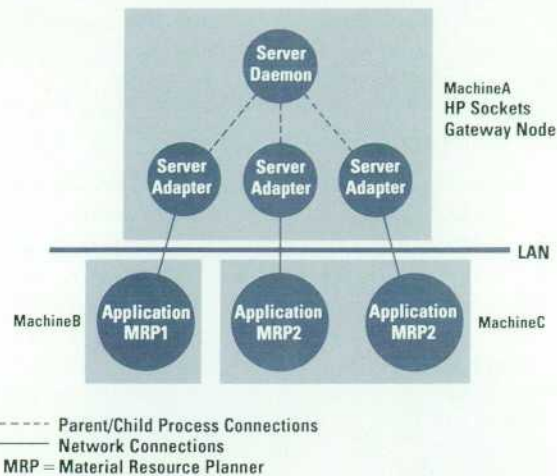 Server
Daemon
MachineA
HP Sockets
Gateway Node
Server
Adapter
Server
Adapter
Server
Adapter
LAN
MachineB
Application
MRP1
Application
MRP2
Application
MRP2
MachineC
Parent/Child Process Connections
Network Connections
MRP = Material Resource Planner